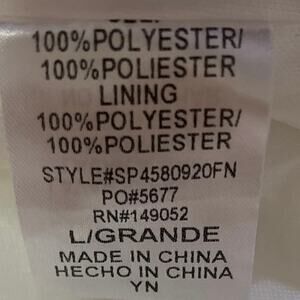 100%POLYESTER/
100%POLIESTER
LINING
100%POLYESTER/
100%POLIESTER
STYLE#SP4580920FN
PO#5677
RN#149052
L/GRANDE
MADE IN CHINA
HECHO IN CHINA
YN